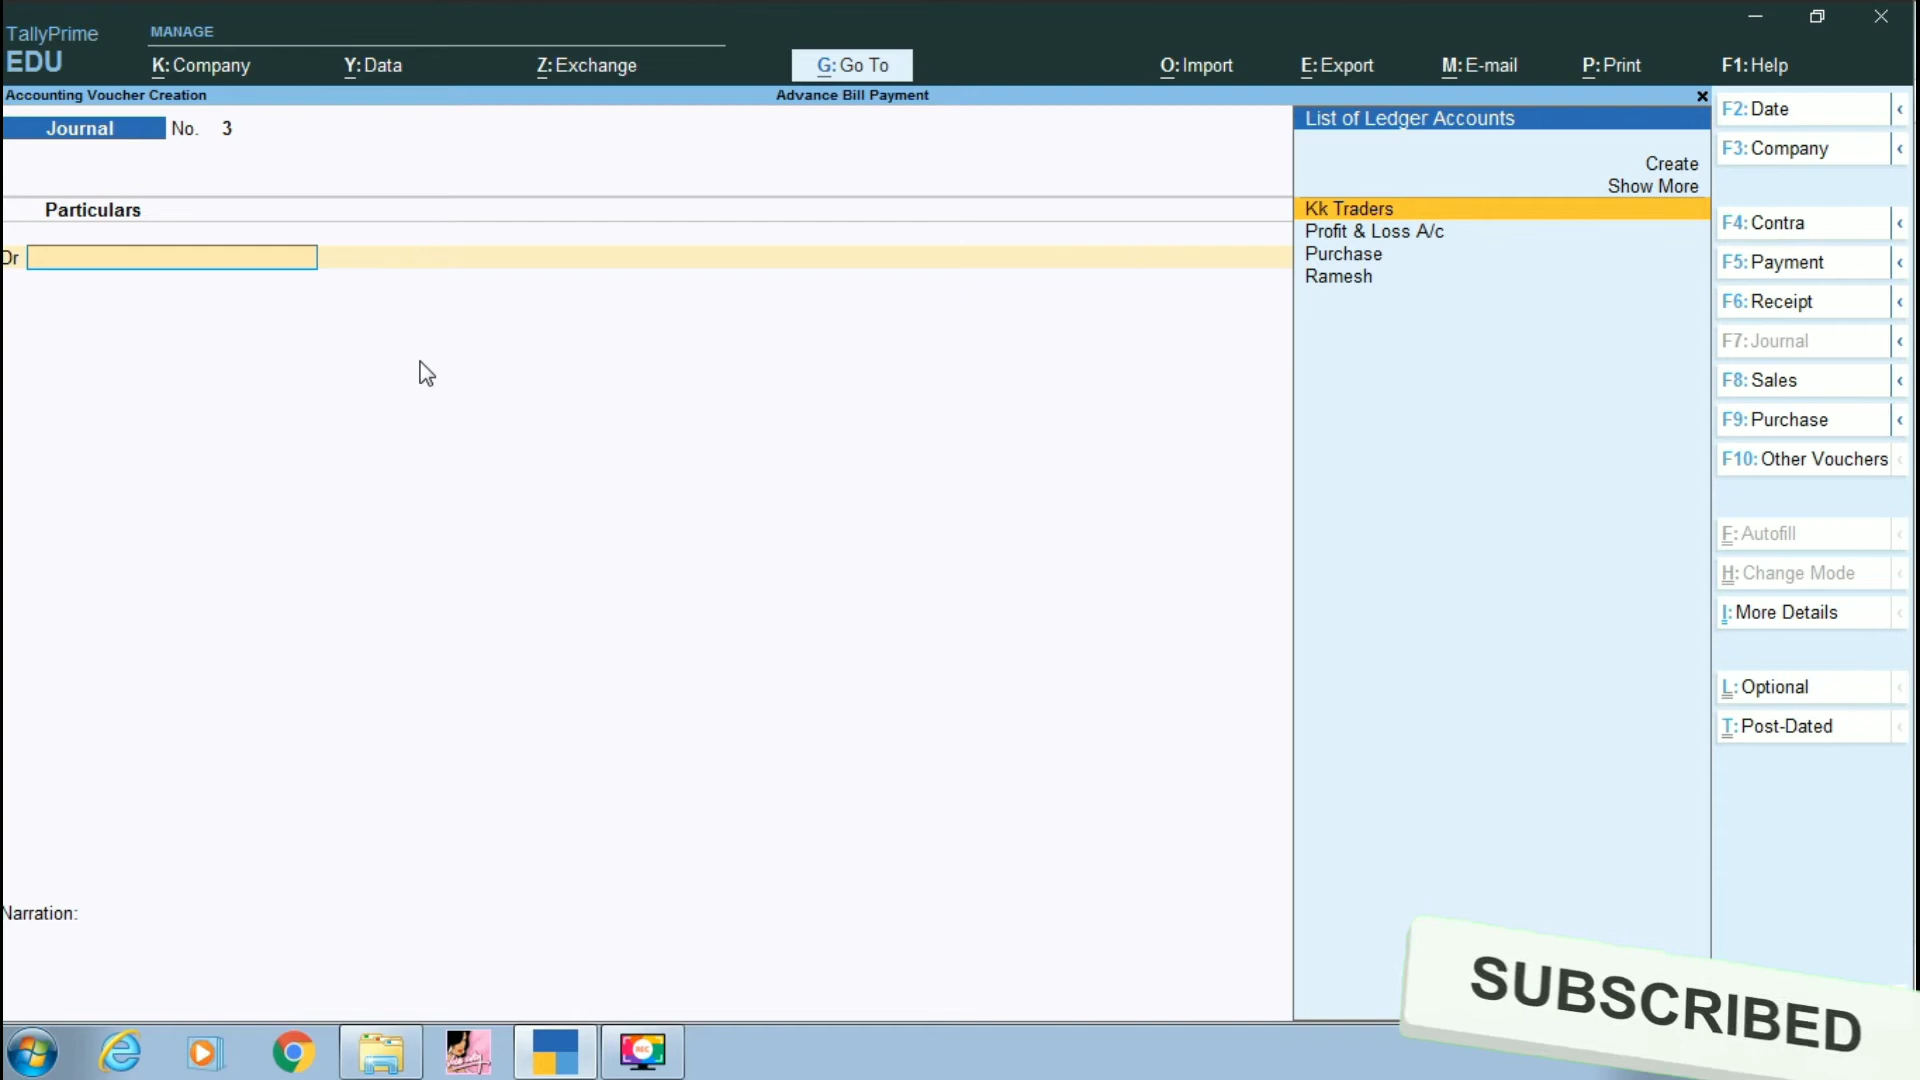 TallyPrime
EDU
MANAGE
K: Company
Y: Data
Z: Exchange
G: Go To
O: Import
E: Export
M: E-mail
P: Print
F1: Help
Accounting Voucher Creation
Advance Bill Payment
Journal No. 3
Particulars
Dr
Narration:
List of Ledger Accounts
Create
Show More
Kk Traders
Profit & Loss A/c
Purchase
Ramesh
F2: Date
F3: Company
F4: Contra
F5: Payment
F6: Receipt
F7: Journal
F8: Sales
F9: Purchase
F10: Other Vouchers
F: Autofill
H: Change Mode
I: More Details
L: Optional
T: Post-Dated
REC
SUBSCRIBED